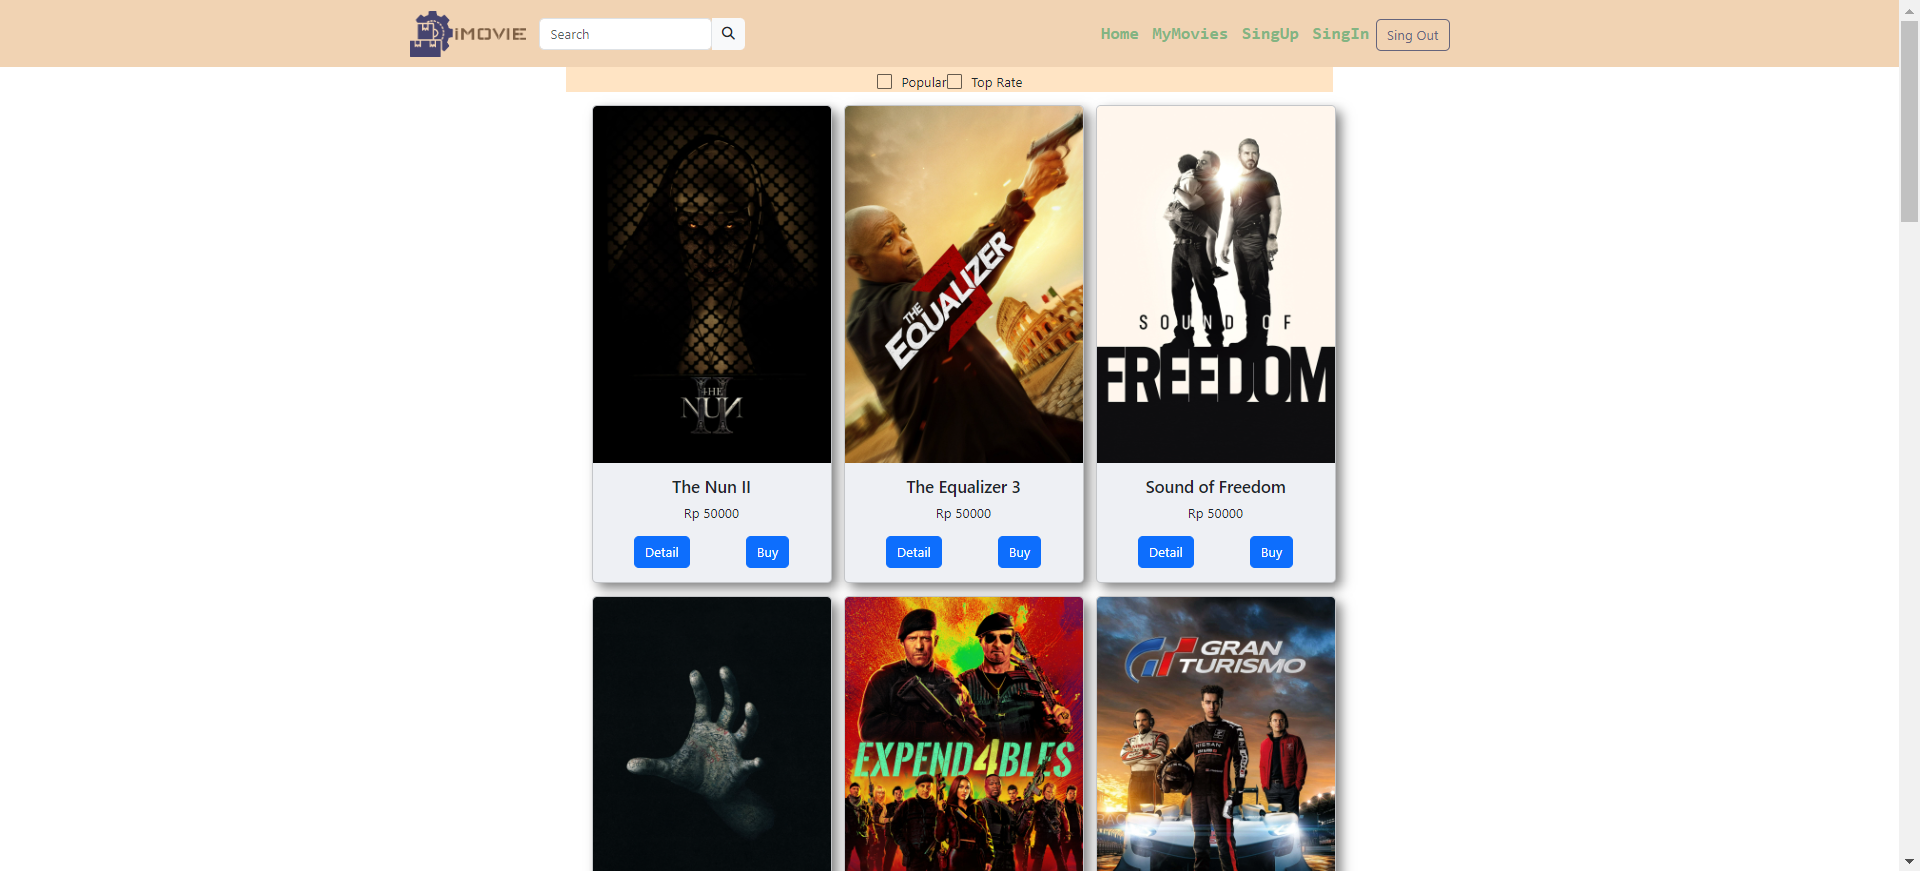 iMOVIE
Search
Home MyMovies SingUp SingIn Sing Out
Popular Top Rate
THE EQUALIZER 3
SOUND OF
FREEDOM
THE
NUN
II
The Nun II
Rp 50000
Detail Buy
The Equalizer 3
Rp 50000
Detail Buy
Sound of Freedom
Rp 50000
Detail Buy
EXPEND4BLES
GRAN
TURISMO
NISSAN